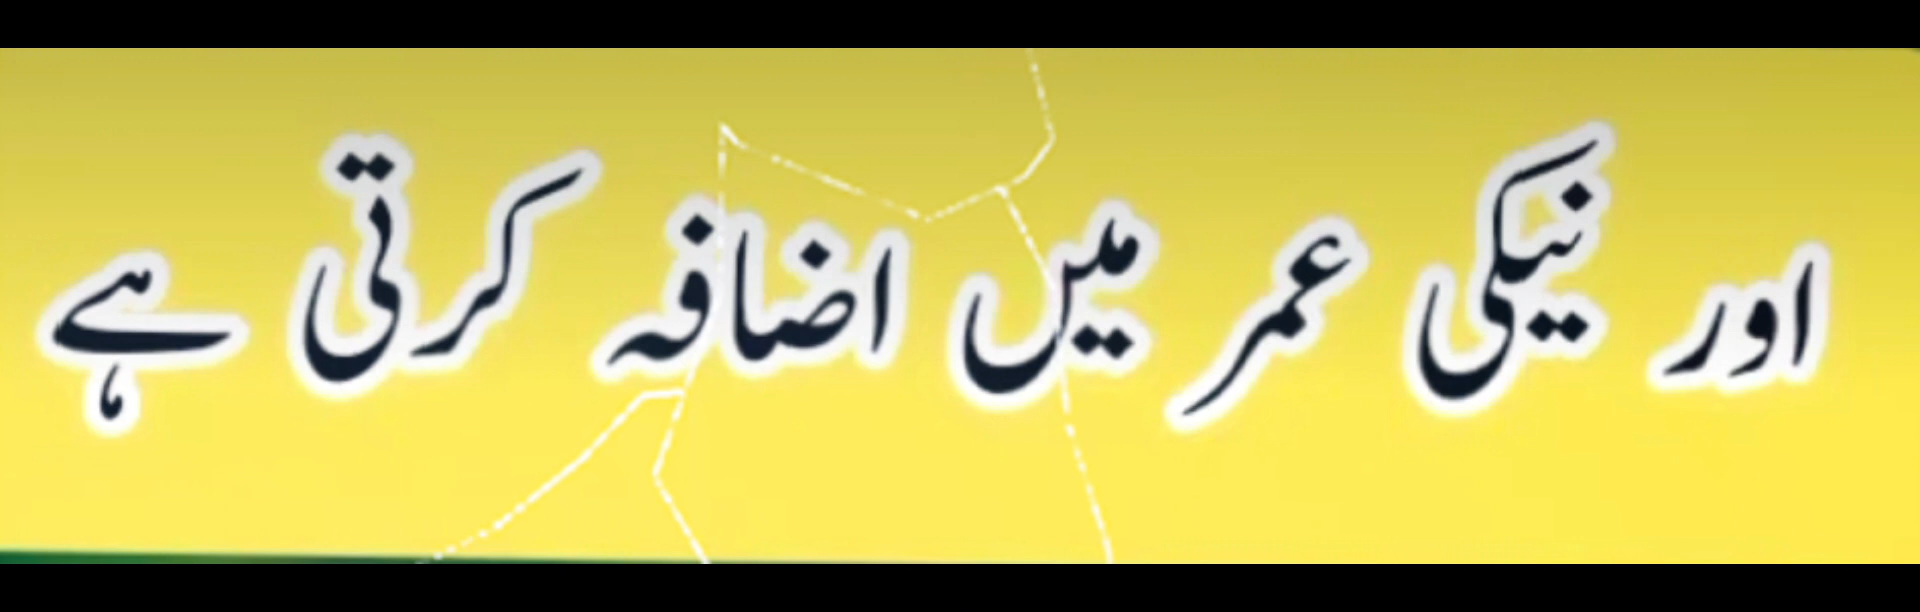 اور نیکی عمر میں اضافہ کرتی ہے